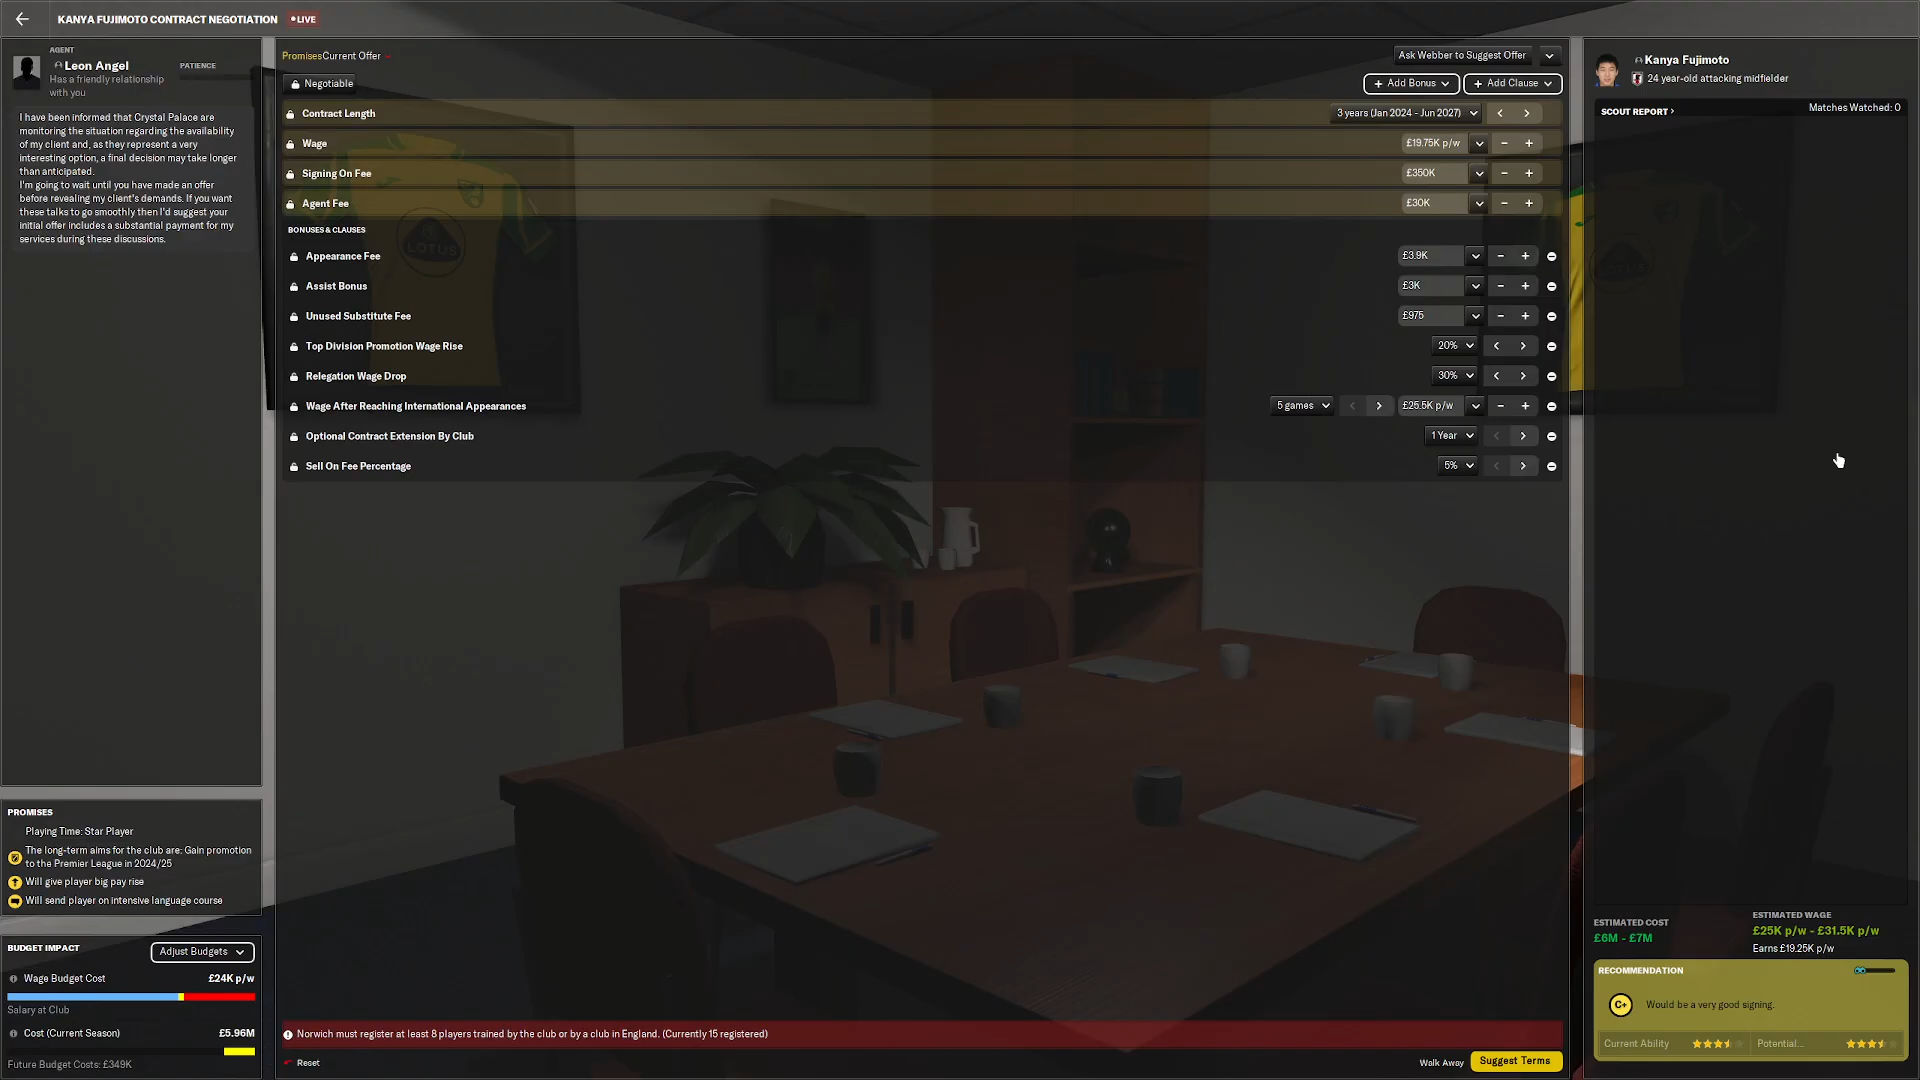 KANYA FUJIMOTO CONTRACT NEGOTIATION
LIVE
AGENT
Leon Angel
Has a friendly relationship
with you
PATIENCE
I have been informed that Crystal Palace are
monitoring the situation regarding the availability
of my client and, as they represent a very
interesting option, a final decision may take longer
than anticipated.
I'm going to wait until you have made an offer
before revealing my client's demands. If you want
these talks to go smoothly then I'd suggest your
initial offer includes a substantial payment for my
services during these discussions.
PROMISES
Playing Time: Star Player
The long-term aims for the club are: Gain promotion
to the Premier League in 2024/25
Will give player big pay rise
Will send player on intensive language course
BUDGET IMPACT
Adjust Budgets
Wage Budget Cost £24K p/w
Salary at Club
Cost (Current Season) £5.96M
Future Budget Costs: £349K
PromisesCurrent Offer
Ask Webber to Suggest Offer
Negotiable
+ Add Bonus
+ Add Clause
Contract Length 3 years (Jan 2024 - Jun 2027)
Wage £19.75K p/w
Signing On Fee £350K
Agent Fee £30K
BONUSES & CLAUSES
Appearance Fee £3.9K
Assist Bonus £3K
Unused Substitute Fee £975
Top Division Promotion Wage Rise 20%
Relegation Wage Drop 30%
Wage After Reaching International Appearances 5 games £25.5K p/w
Optional Contract Extension By Club 1 Year
Sell On Fee Percentage 5%
LOTUS
Norwich must register at least 8 players trained by the club or by a club in England. (Currently 15 registered)
Reset
Walk Away
Suggest Terms
Kanya Fujimoto
24 year-old attacking midfielder
SCOUT REPORT >
Matches Watched: 0
ESTIMATED COST
£6M - £7M
ESTIMATED WAGE
£25K p/w - £31.5K p/w
Earns £19.25K p/w
RECOMMENDATION
C+
Would be a very good signing.
Current Ability
Potential...